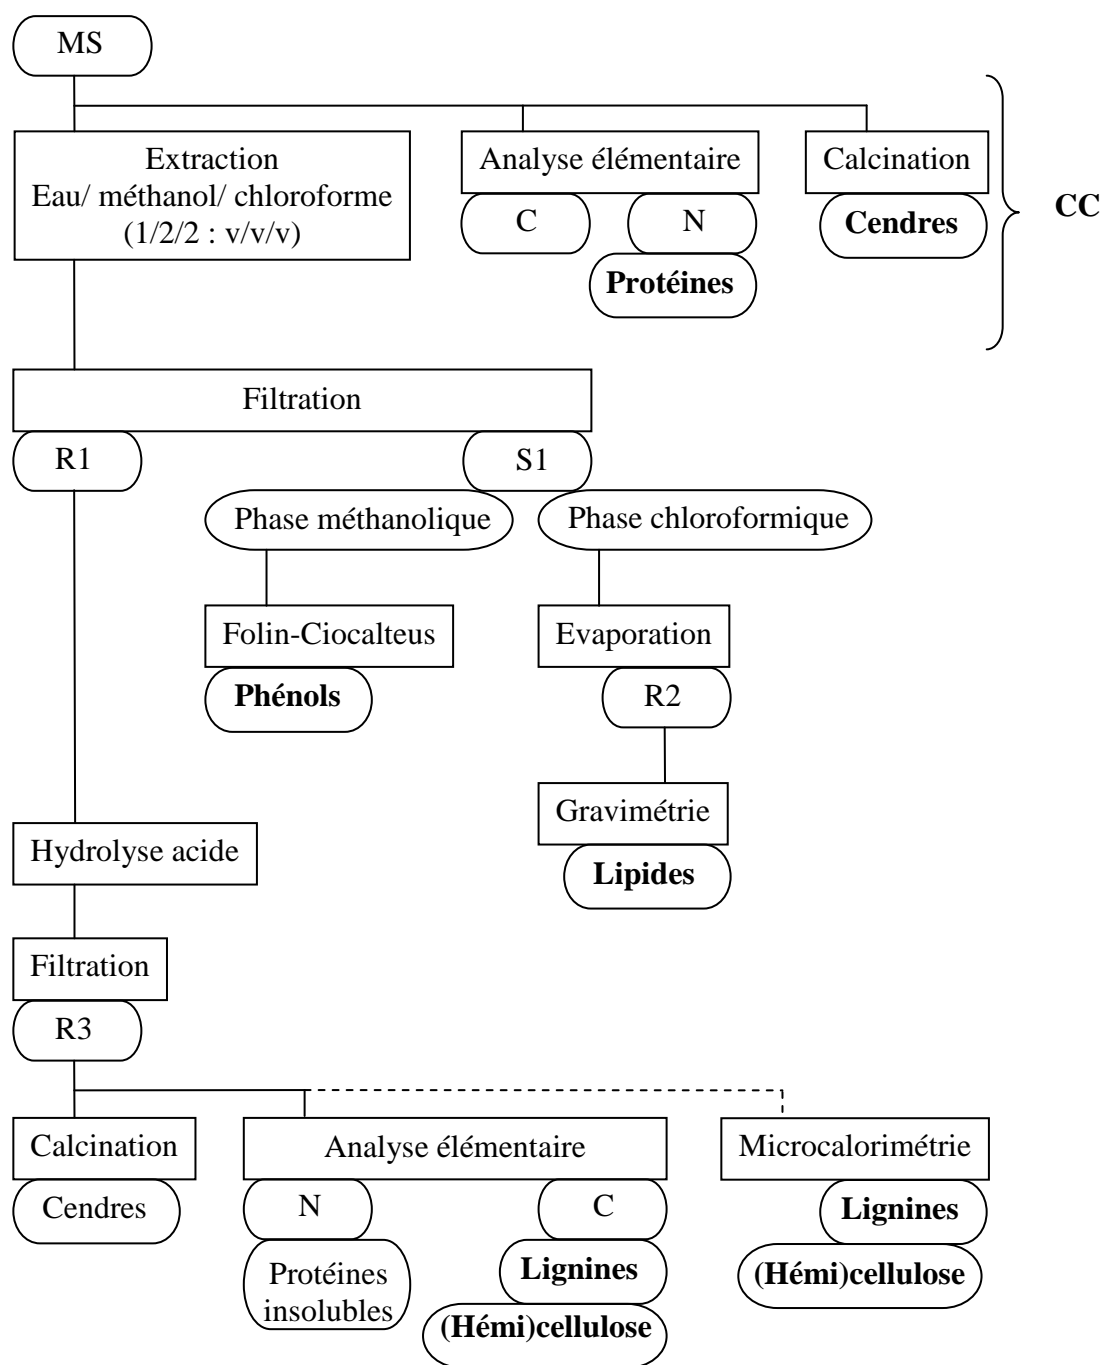 MS
Extraction
Eau/ méthanol/ chloroforme
(1/2/2 : v/v/v)
Analyse élémentaire
C
N
Protéines
Calcination
Cendres
CC
Filtration
R1
S1
Phase méthanolique
Phase chloroformique
Folin-Ciocalteus
Phénols
Evaporation
R2
Gravimétrie
Lipides
Hydrolyse acide
Filtration
R3
Calcination
Cendres
Analyse élémentaire
N
Protéines
insolubles
C
Lignines
(Hémi)cellulose
Microcalorimétrie
Lignines
(Hémi)cellulose